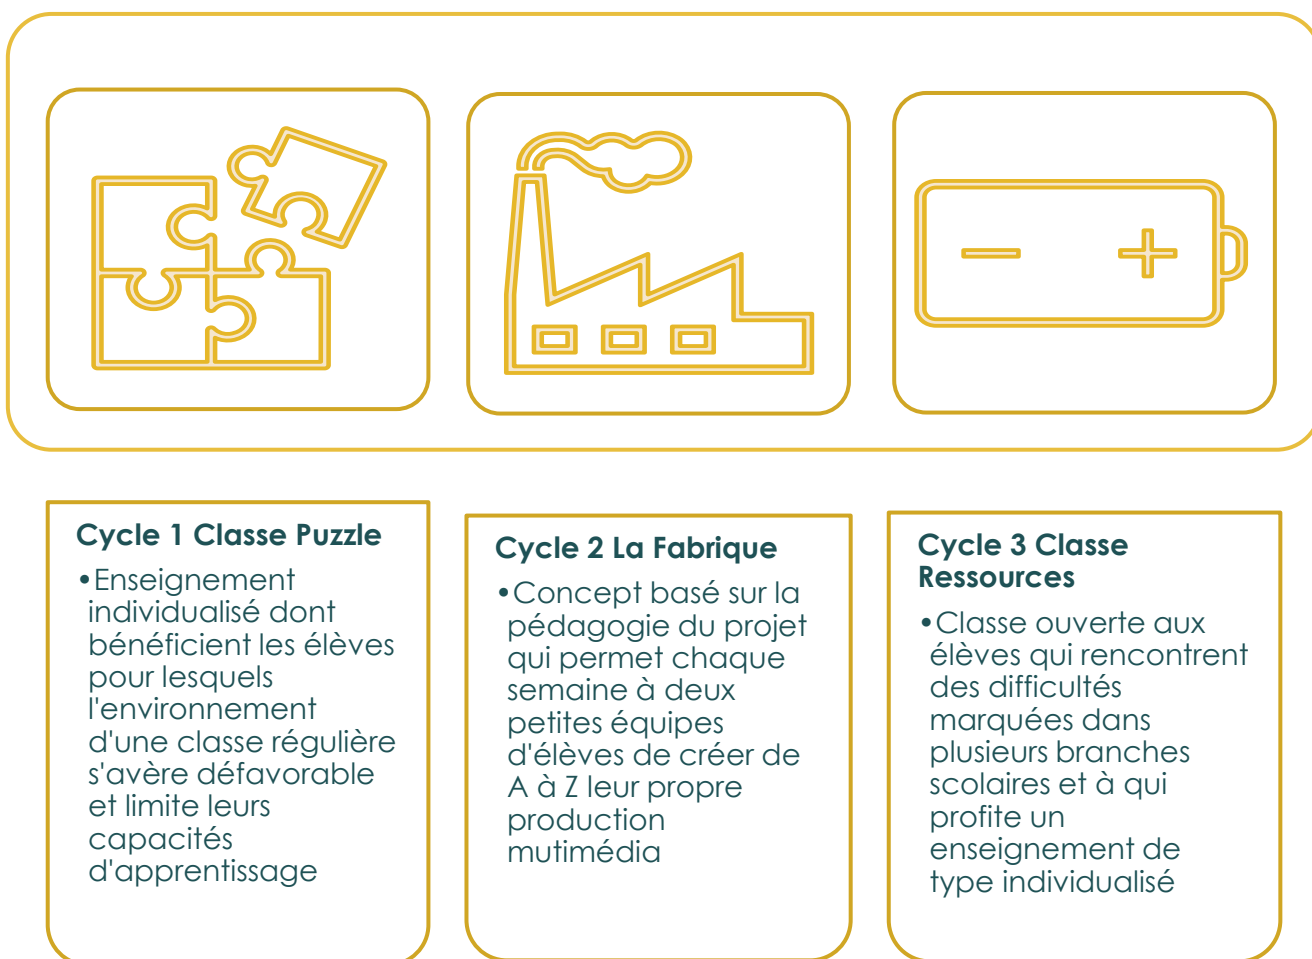 Cycle 1 Classe Puzzle
•Enseignement
individualisé dont
bénéficient les élèves
pour lesquels
l'environnement
d'une classe régulière
s'avère défavorable
et limite leurs
capacités
d'apprentissage
Cycle 2 La Fabrique
•Concept basé sur la
pédagogie du projet
qui permet chaque
semaine à deux
petites équipes
d'élèves de créer de
A à Z leur propre
production
mutimédia
Cycle 3 Classe
Ressources
•Classe ouverte aux
élèves qui rencontrent
des difficultés
marquées dans
plusieurs branches
scolaires et à qui
profite un
enseignement de
type individualisé